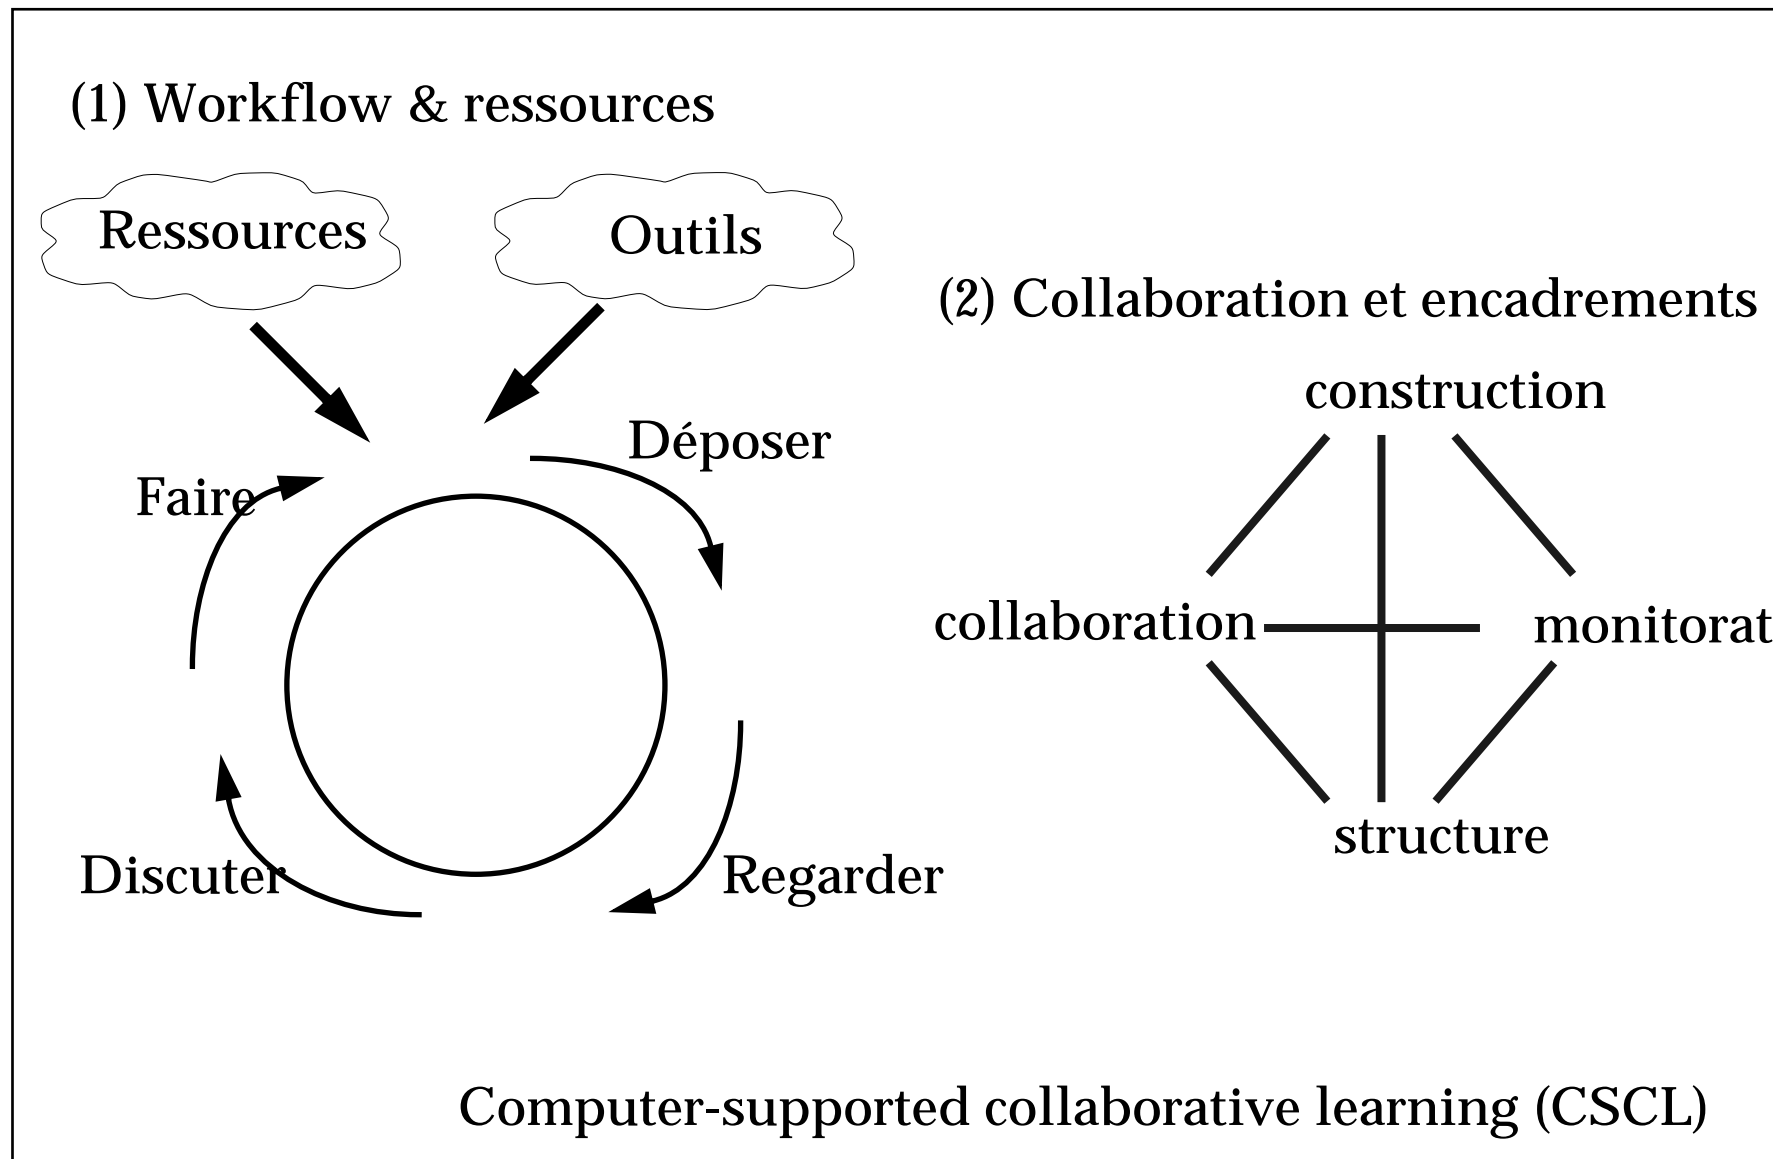 (1) Workflow & ressources
Ressources
Outils
Déposer
Faire
Discuter
Regarder
(2) Collaboration et encadrements
construction
collaboration
monitorat
structure
Computer-supported collaborative learning (CSCL)